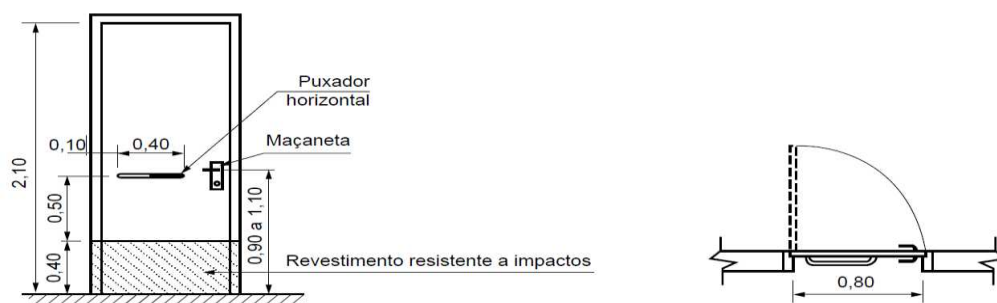 Puxador
horizontal
0,10
0,40
Maçaneta
2,10
0,50
0,90 a 1,10
0,40
Revestimento resistente a impactos
0,80